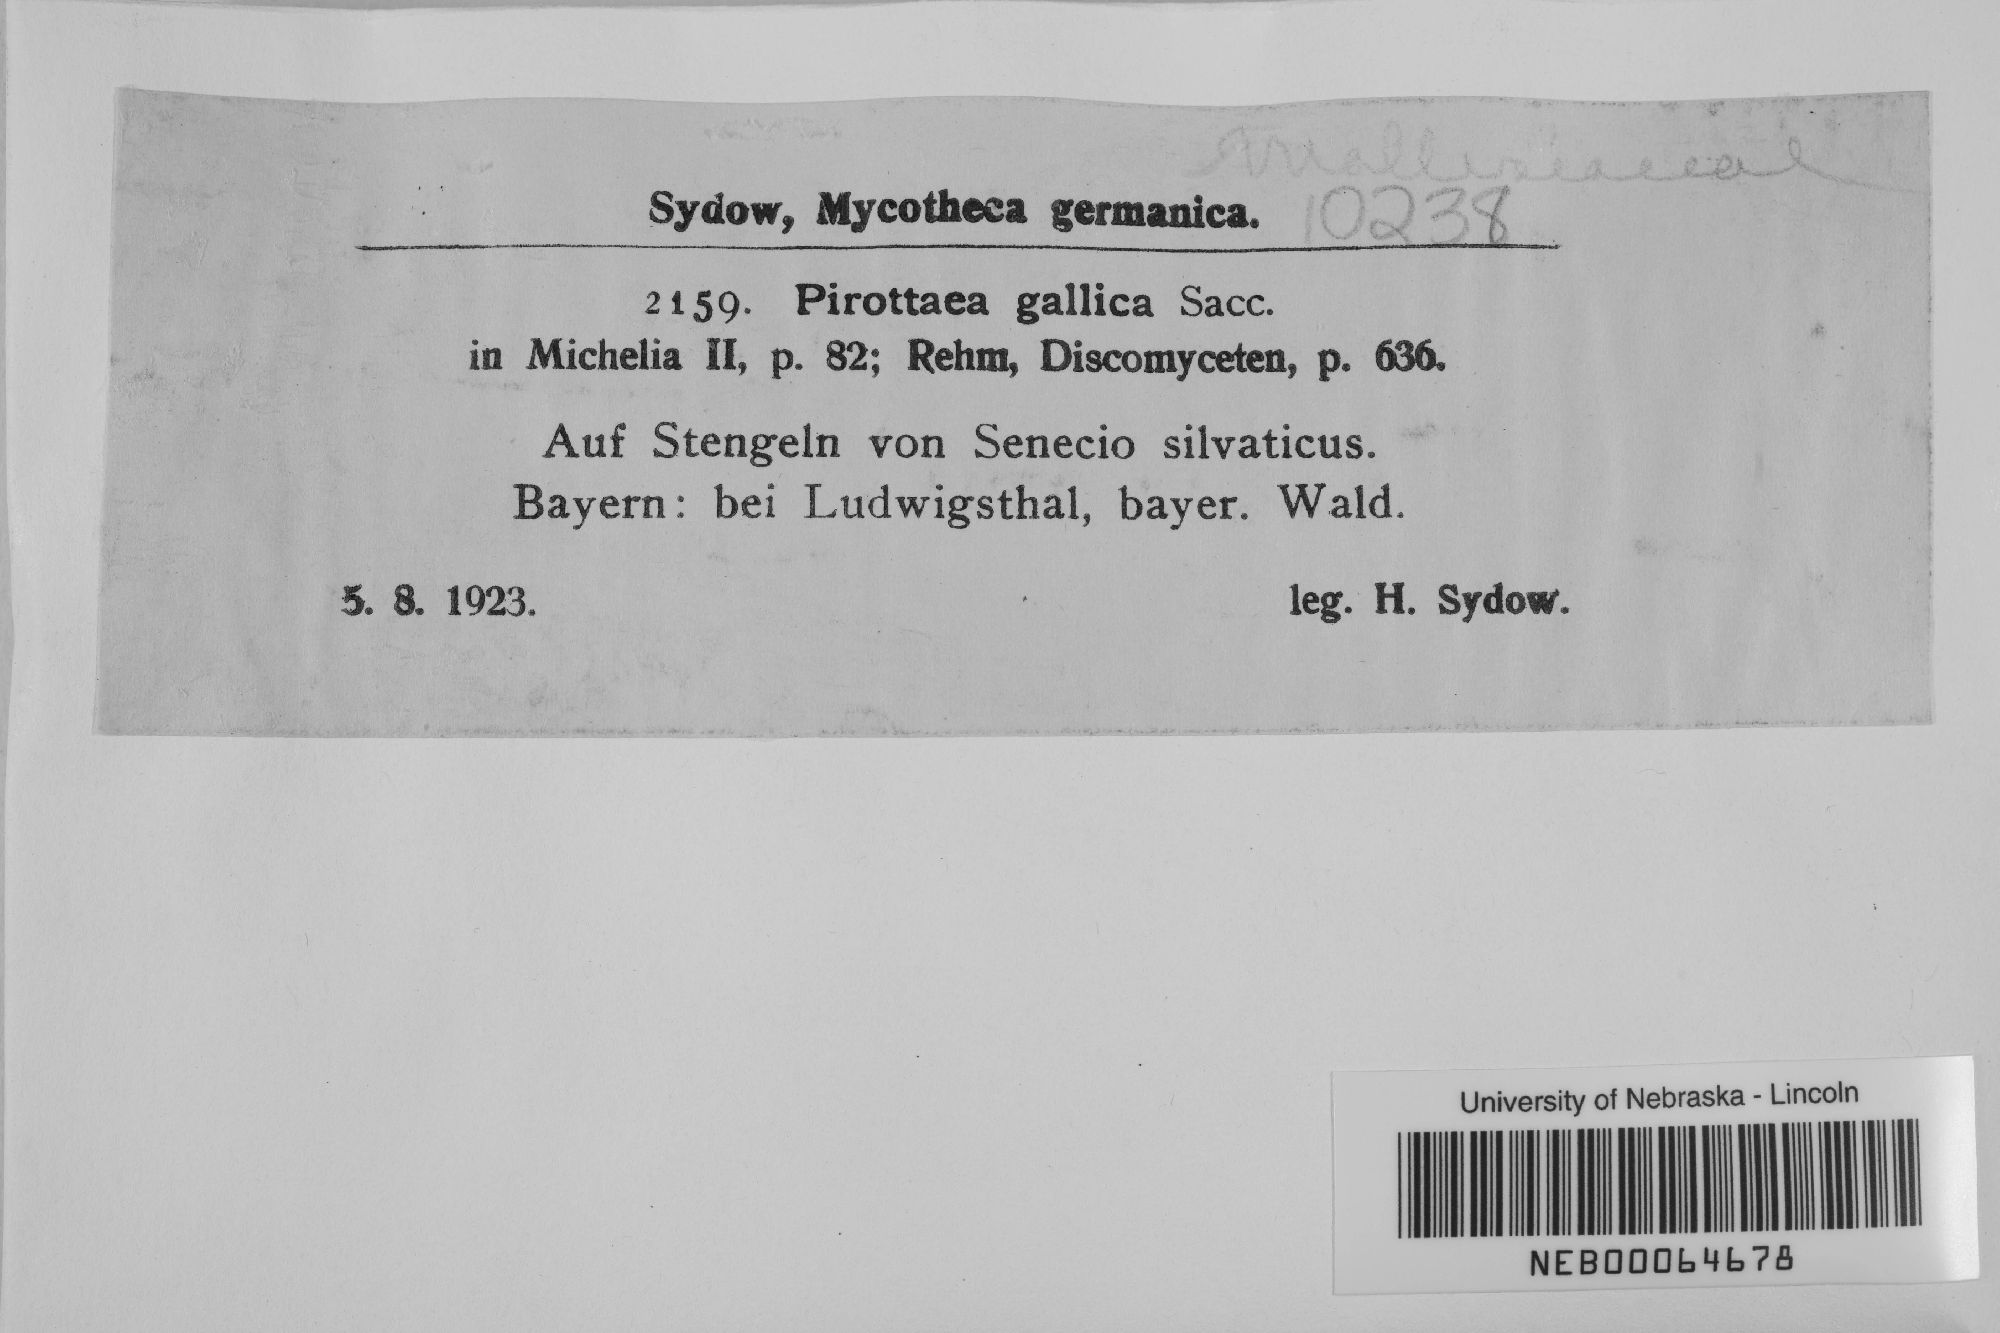 Mollisiaceae
Sydow, Mycotheca germanica. 10238
2159. Pirottaea gallica Sacc.
in Michelia II, p. 82; Rehm, Discomyceten, p. 636.
Auf Stengeln von Senecio silvaticus.
Bayern: bei Ludwigsthal, bayer. Wald.
5. 8. 1923. leg. H. Sydow.
University of Nebraska - Lincoln
NEB00064678